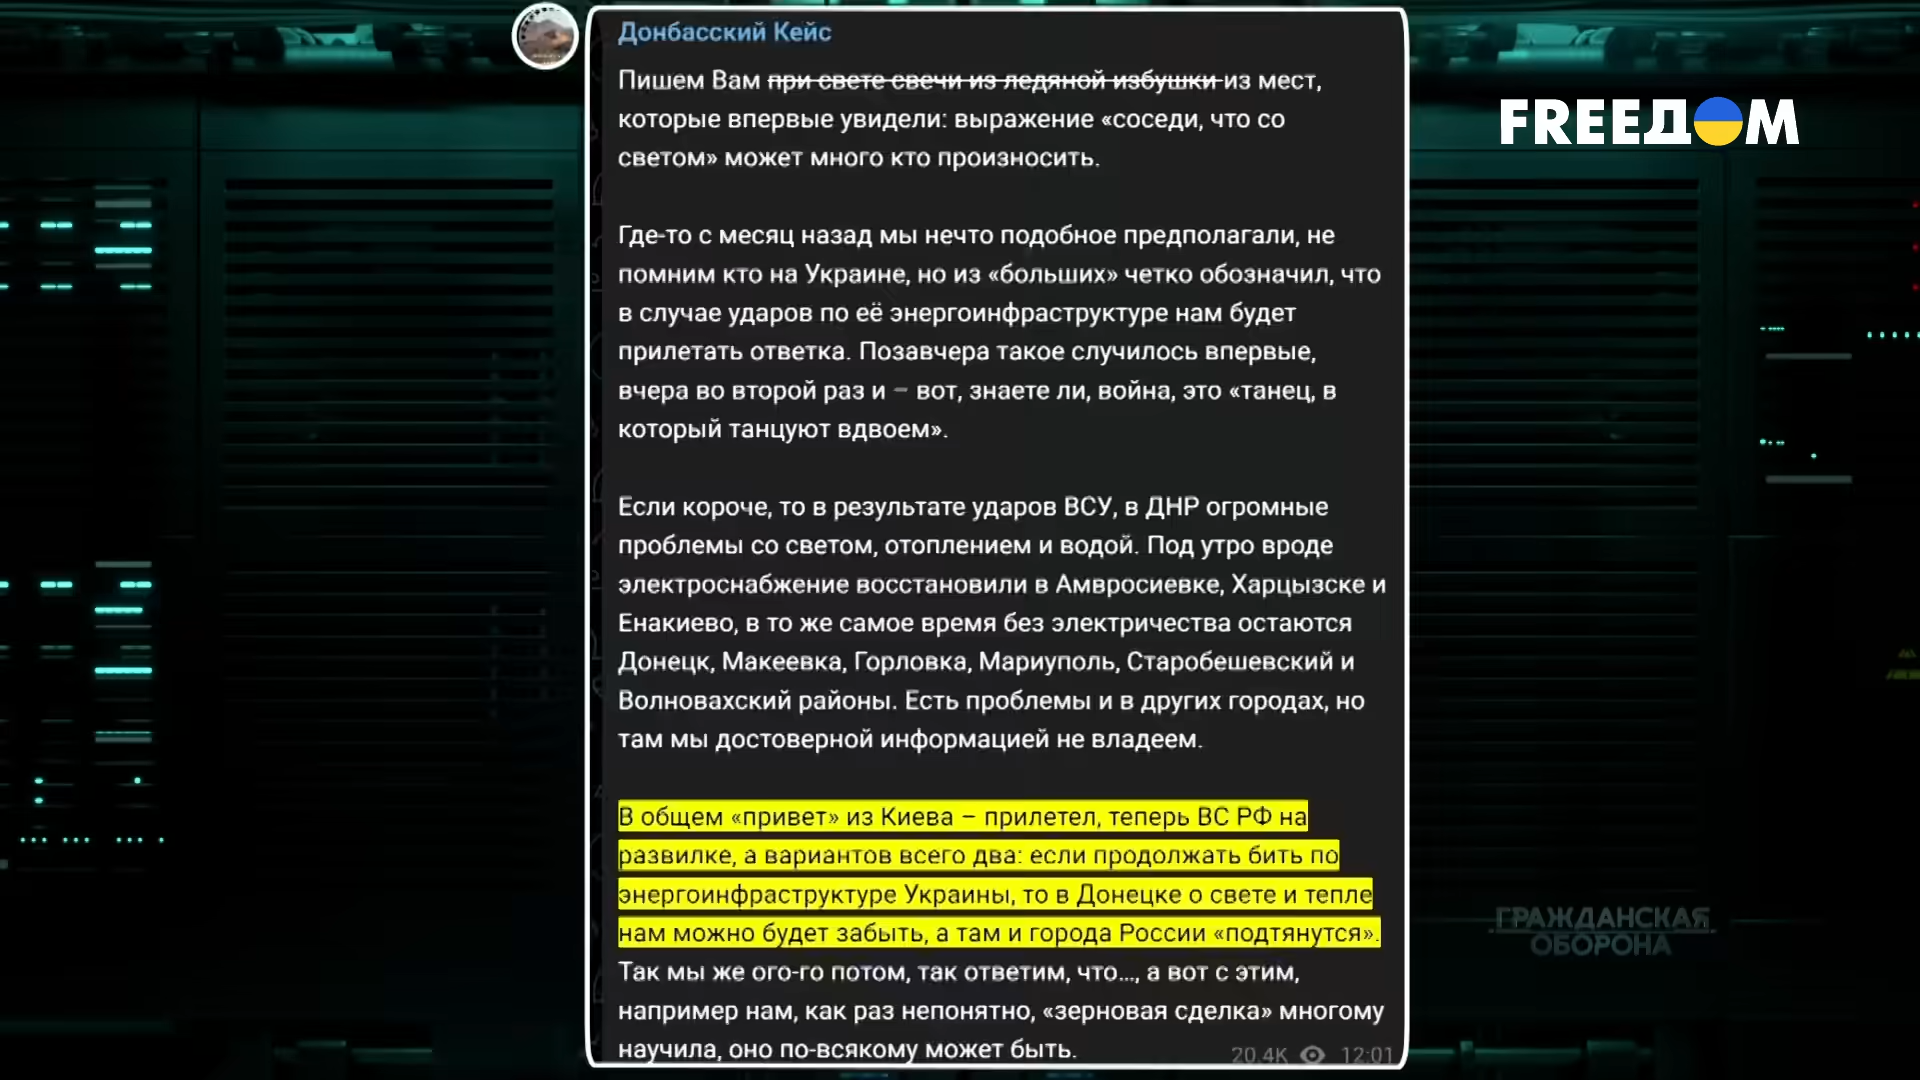 Донбасский Кейс
Пишем Вам при свете свечи из ледяной избушки из мест,
которые впервые увидели: выражение «соседи, что со
светом» может много кто произносить.
Где-то с месяц назад мы нечто подобное предполагали, не
помним кто на Украине, но из «больших» четко обозначил, что
в случае ударов по её энергоинфраструктуре нам будет
прилетать ответка. Позавчера такое случилось впервые,
вчера во второй раз и – вот, знаете ли, война, это «танец, в
который танцуют вдвоем».
Если короче, то в результате ударов ВСУ, в ДНР огромные
проблемы со светом, отоплением и водой. Под утро вроде
электроснабжение восстановили в Амвросиевке, Харцызске и
Енакиево, в то же самое время без электричества остаются
Донецк, Макеевка, Горловка, Мариуполь, Старобешевский и
Волновахский районы. Есть проблемы и в других городах, но
там мы достоверной информацией не владеем.
В общем «привет» из Киева – прилетел, теперь ВС РФ на
развилке, а вариантов всего два: если продолжать бить по
энергоинфраструктуре Украины, то в Донецке о свете и тепле
нам можно будет забыть, а там и города России «подтянутся».
Так мы же ого-го потом, так ответим, что..., а вот с этим,
например нам, как раз непонятно, «зерновая сделка» многому
научила, оно по-всякому может быть.
20.4K 12:01
FREEДOM
ГРАЖДАНСКАЯ
ОБОРОНА